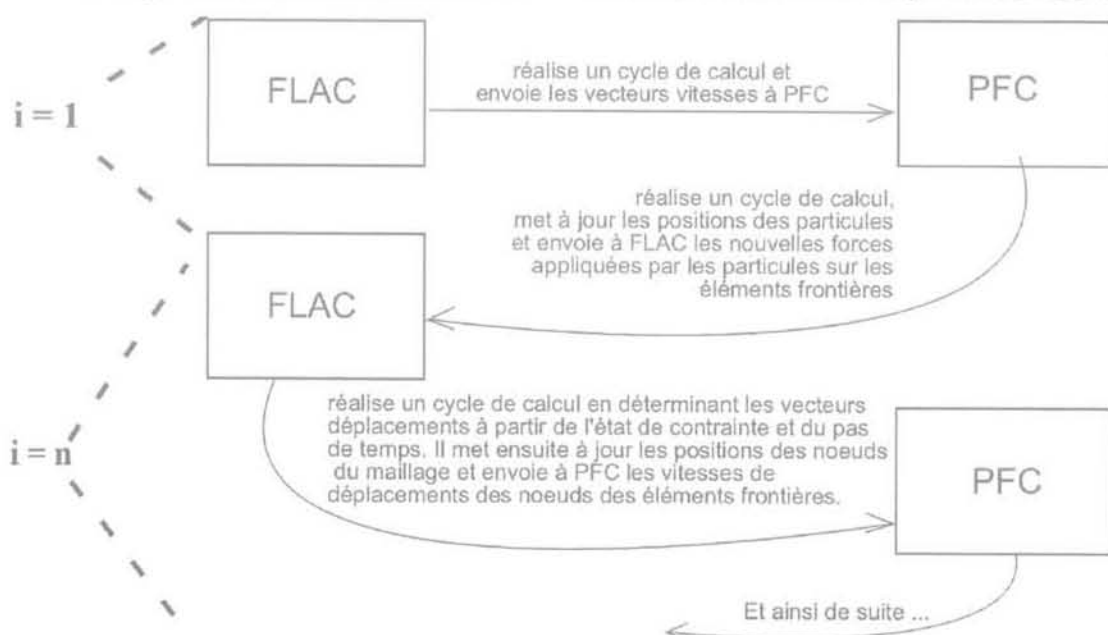 FLAC
réalise un cycle de calcul et
envoie les vecteurs vitesses à PFC
PFC
i = 1
réalise un cycle de calcul,
met à jour les positions des particules
et envoie à FLAC les nouvelles forces
appliquées par les particules sur les
éléments frontières
FLAC
réalise un cycle de calcul en déterminant les vecteurs
déplacements à partir de l'état de contrainte et du pas
de temps. Il met ensuite à jour les positions des noeuds
du maillage et envoie à PFC les vitesses de
déplacements des noeuds des éléments frontières.
i = n
PFC
Et ainsi de suite ...